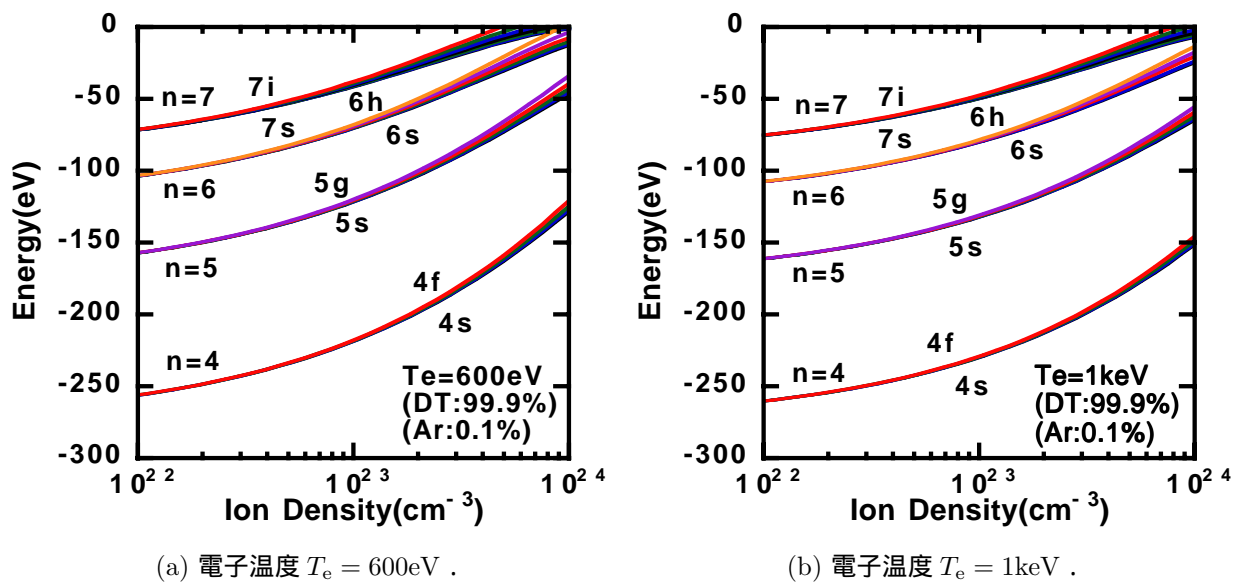 0
-50
-100
-150
-200
-250
-300
Energy(eV)
n=7
7i
7s
6h
6s
n=6
5g
5s
n=5
4f
4s
n=4
Te=600eV
(DT:99.9%)
(Ar:0.1%)
10²² 10²³ 10²⁴
Ion Density(cm⁻³)
(a) 電子温度 Tₑ = 600eV．
0
-50
-100
-150
-200
-250
-300
Energy(eV)
n=7
7i
7s
6h
6s
n=6
5g
5s
n=5
4f
4s
n=4
Te=1keV
(DT:99.9%)
(Ar:0.1%)
10²² 10²³ 10²⁴
Ion Density(cm⁻³)
(b) 電子温度 Tₑ = 1keV．